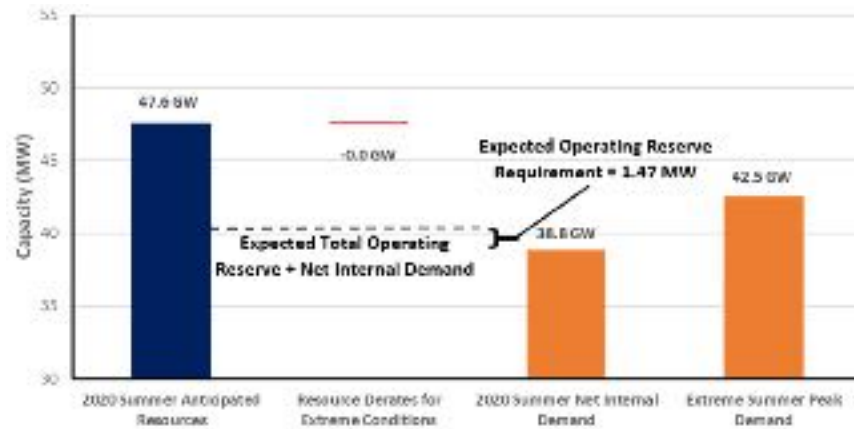 55
50
45
40
35
30
Capacity (MW)
47.6 GW
-0.0 GW
Expected Operating Reserve
Requirement = 1.47 MW
42.5 GW
38.8 GW
Expected Total Operating
Reserve + Net Internal Demand
2020 Summer Anticipated
Resources
Resource Derates for
Extreme Conditions
2020 Summer Net Internal
Demand
Extreme Summer Peak
Demand